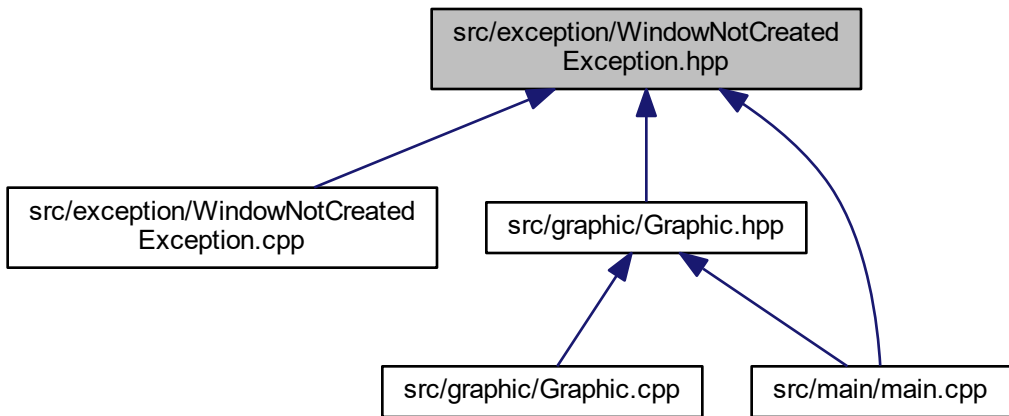 src/exception/WindowNotCreated
Exception.hpp
src/exception/WindowNotCreated
Exception.cpp
src/graphic/Graphic.hpp
src/graphic/Graphic.cpp
src/main/main.cpp